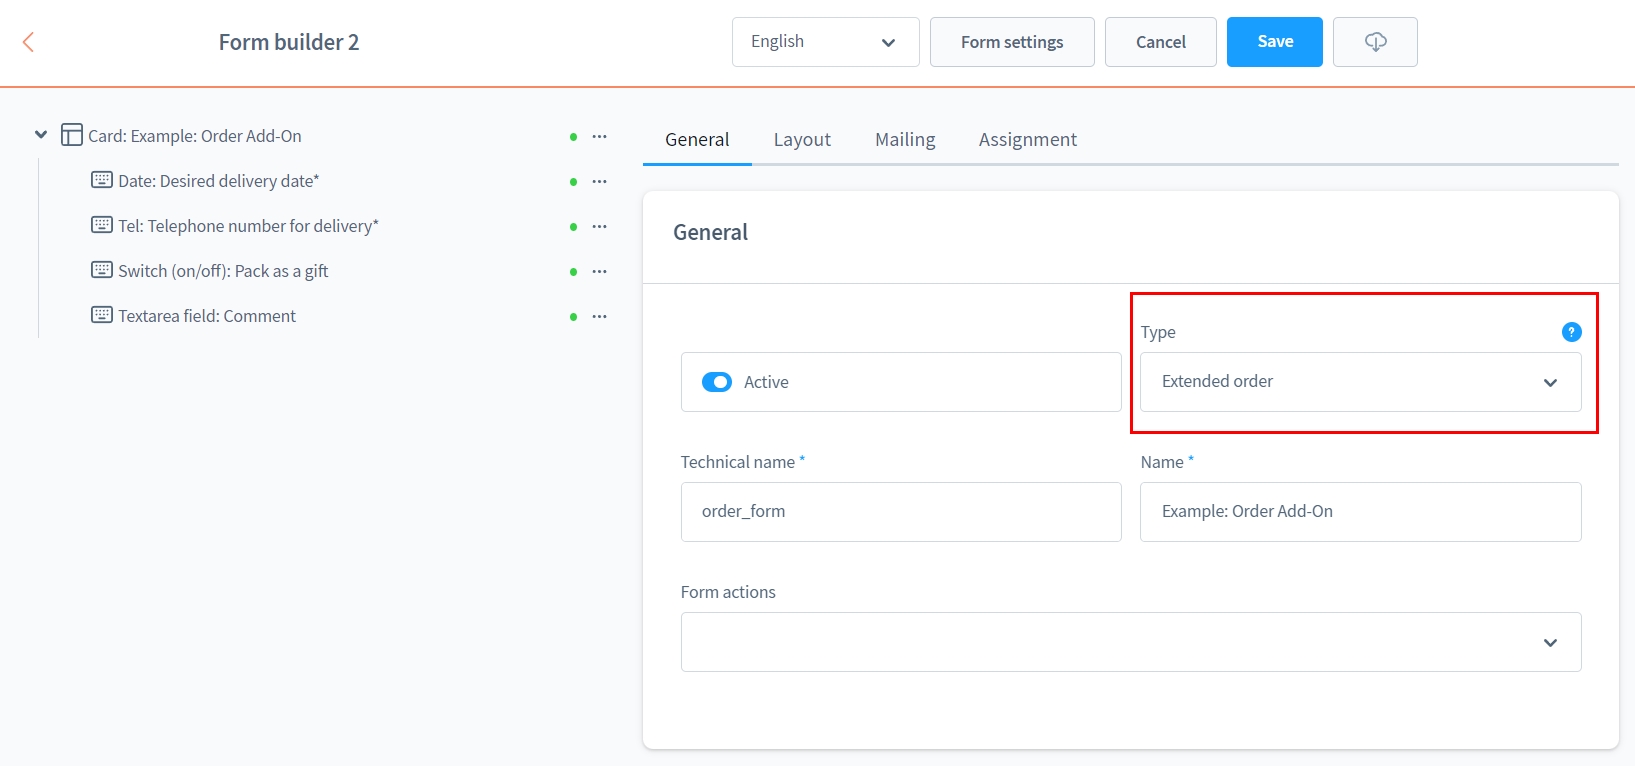 Form builder 2
English
Form settings
Cancel
Save
Card: Example: Order Add-On
Date: Desired delivery date*
Tel: Telephone number for delivery*
Switch (on/off): Pack as a gift
Textarea field: Comment
General Layout Mailing Assignment
General
Type ?
Active
Extended order
Technical name *
Name *
order_form
Example: Order Add-On
Form actions